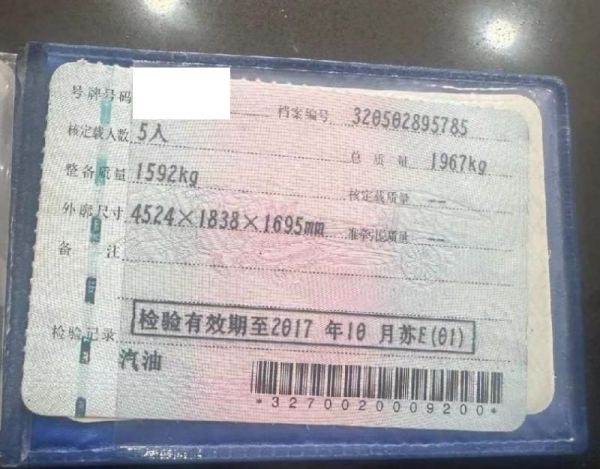 号牌号码 档案编号 320502895785
核定载人数 5人 总质量 1967kg
整备质量 1592kg 核定载质量 --
外廓尺寸 4524×1838×1695mm 准牵引质量 --
备 注
检验记录 检验有效期至2017 年10 月苏E(01)
汽油
*3270020009200*